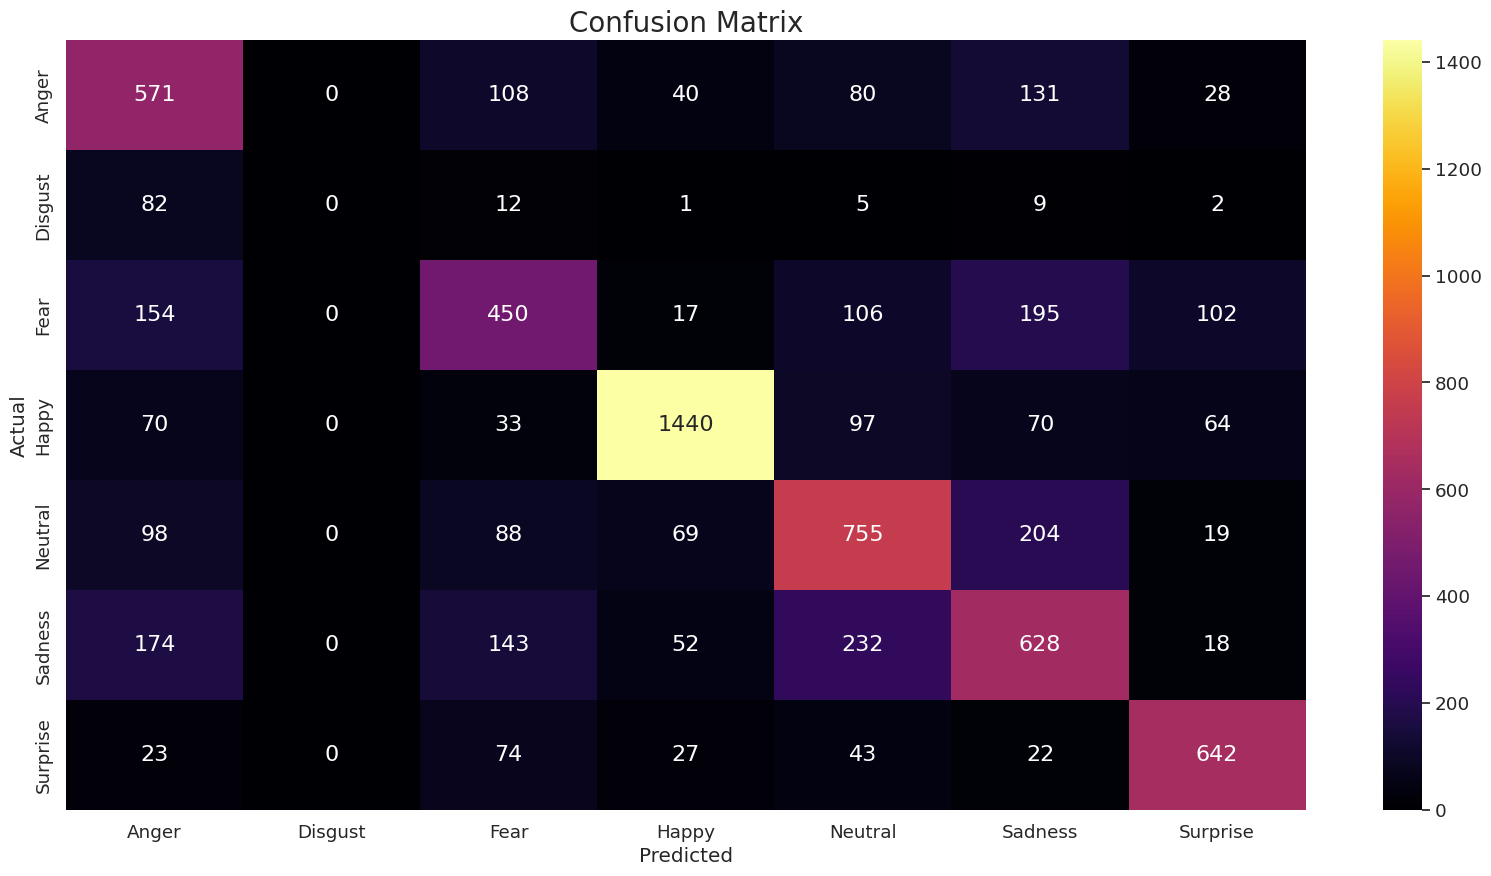 Confusion Matrix
Anger 571 0 108 40 80 131 28
Disgust 82 0 12 1 5 9 2
Fear 154 0 450 17 106 195 102
Happy 70 0 33 1440 97 70 64
Neutral 98 0 88 69 755 204 19
Sadness 174 0 143 52 232 628 18
Surprise 23 0 74 27 43 22 642
Actual
Anger Disgust Fear Happy Neutral Sadness Surprise
Predicted
1400
1200
1000
800
600
400
200
0